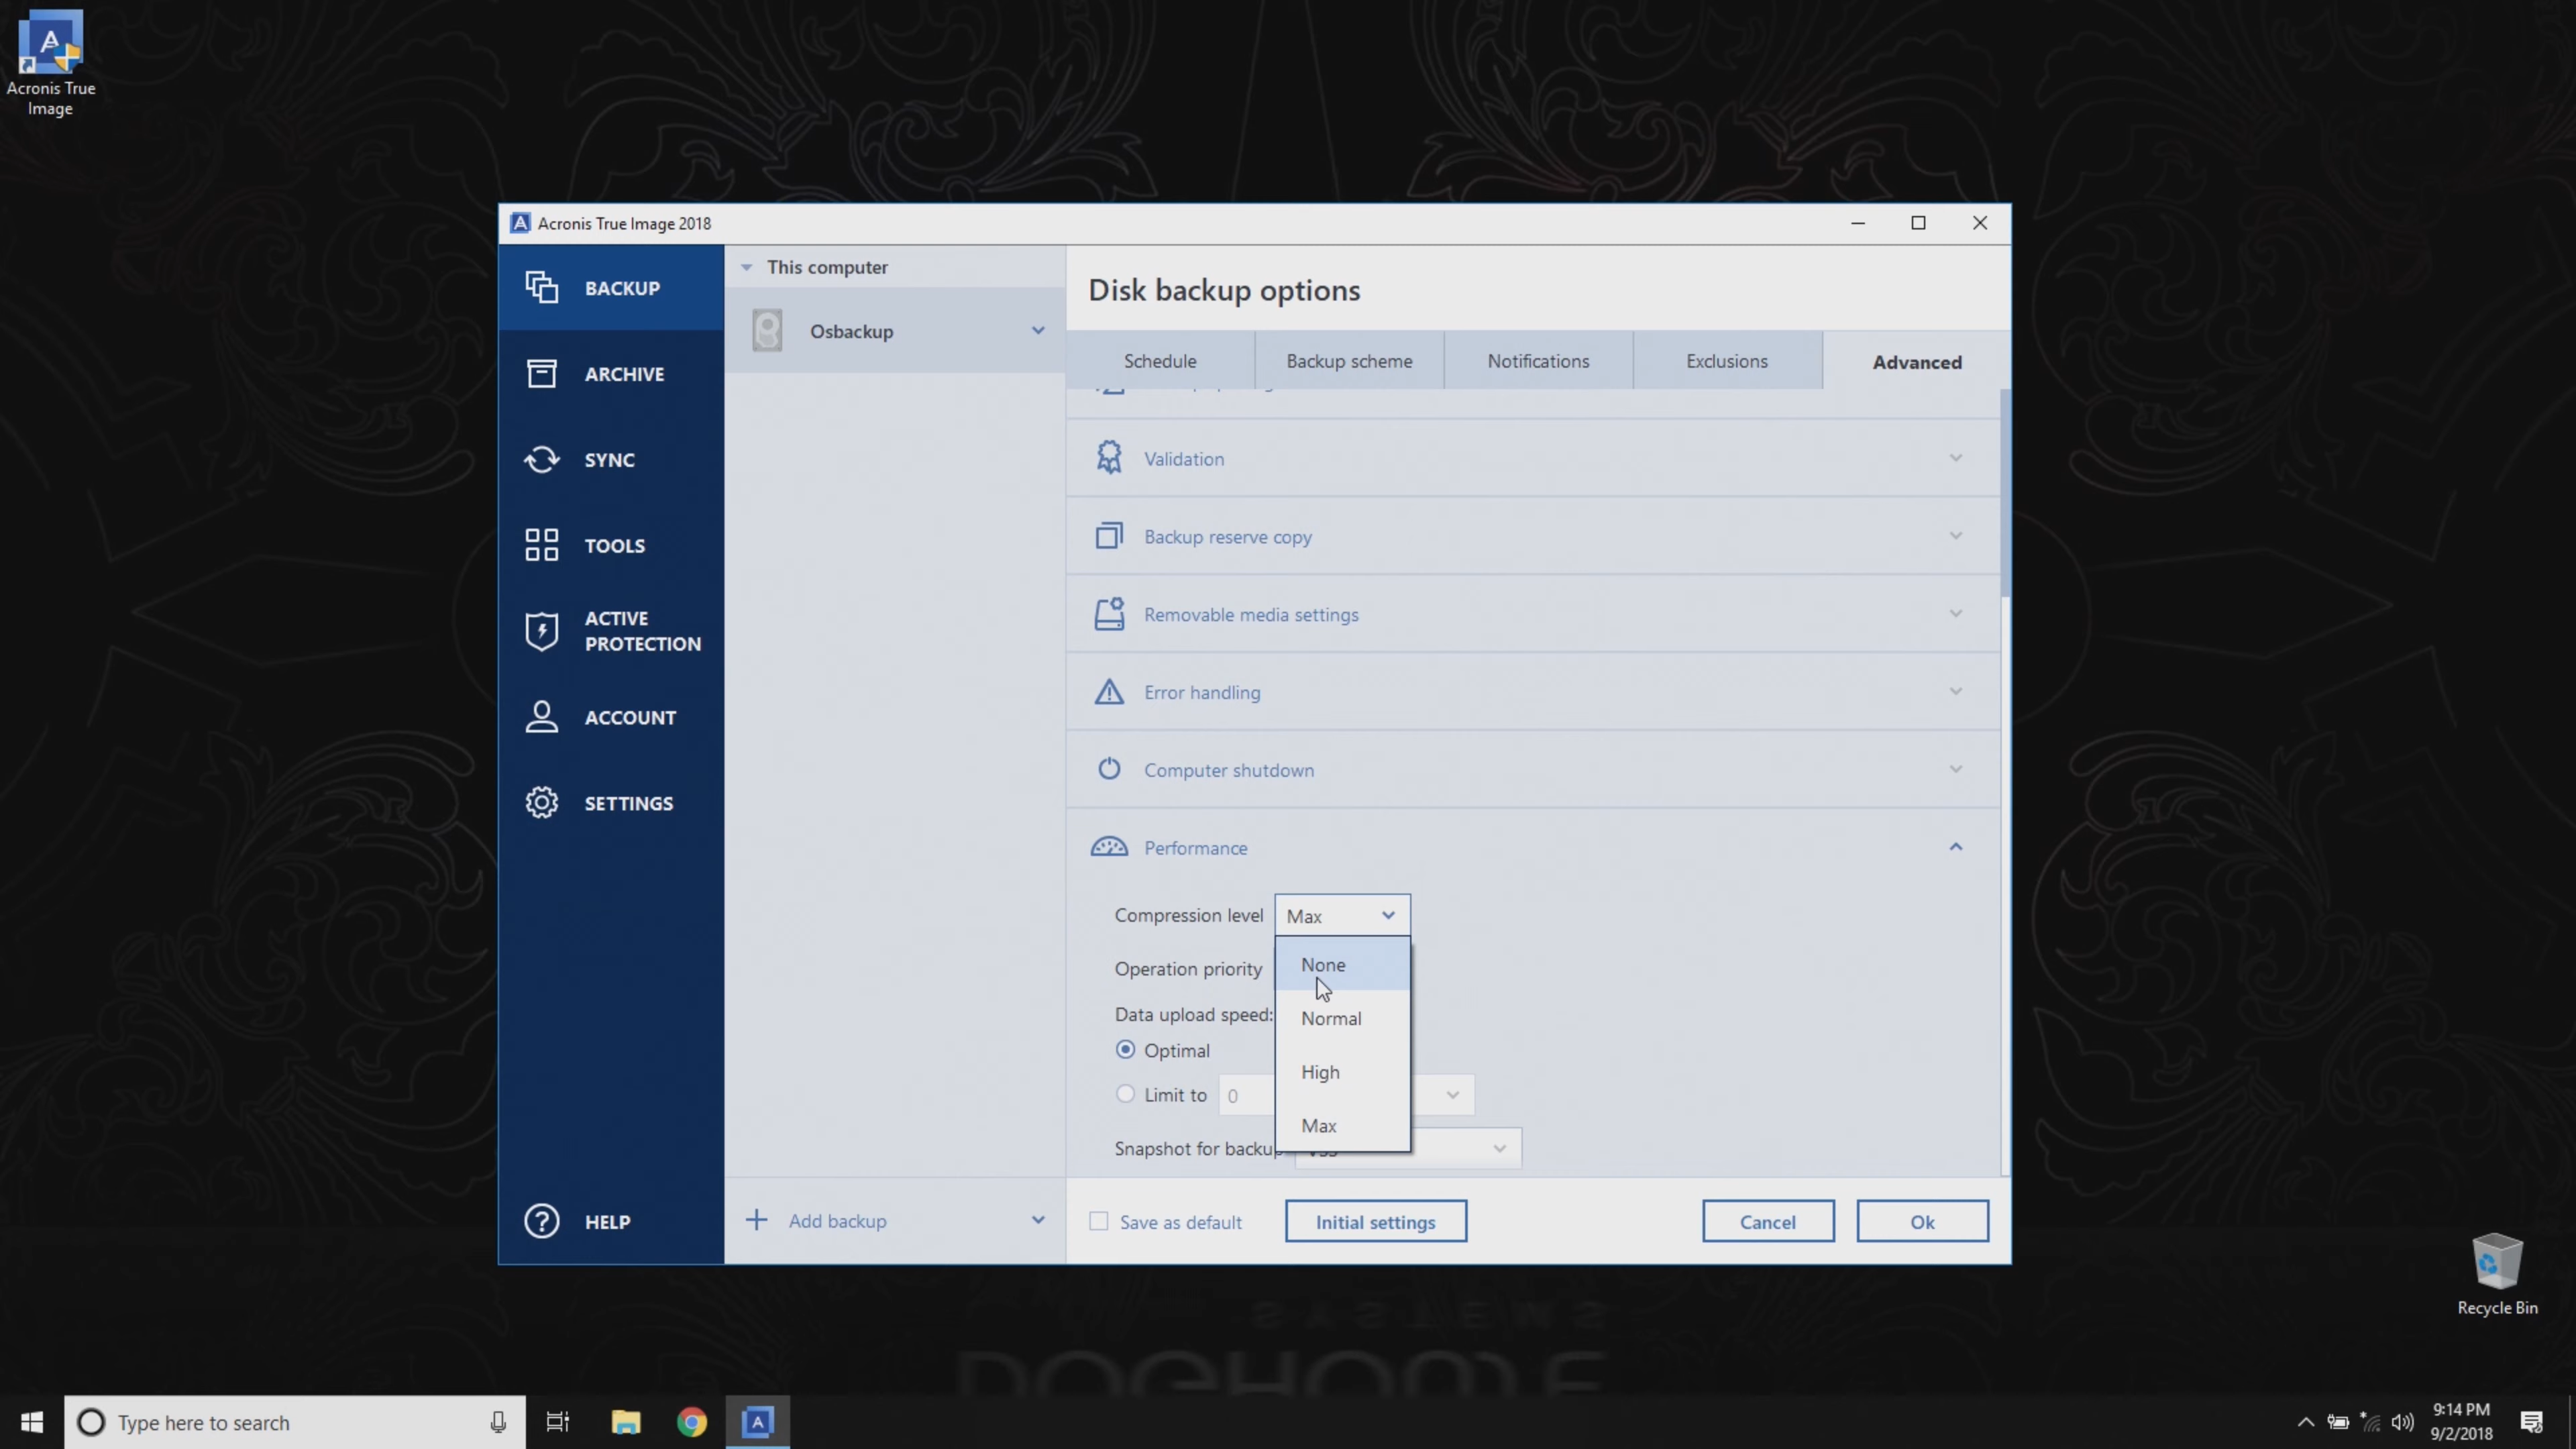 Acronis True
Image
Acronis True Image 2018
BACKUP
ARCHIVE
SYNC
TOOLS
ACTIVE
PROTECTION
ACCOUNT
SETTINGS
HELP
This computer
Osbackup
Add backup
Disk backup options
Schedule
Backup scheme
Notifications
Exclusions
Advanced
Validation
Backup reserve copy
Removable media settings
Error handling
Computer shutdown
Performance
Compression level
Max
None
Normal
High
Max
Operation priority
Data upload speed:
Optimal
Limit to
0
Snapshot for backup
Save as default
Initial settings
Cancel
Ok
Recycle Bin
Type here to search
9:14 PM
9/2/2018